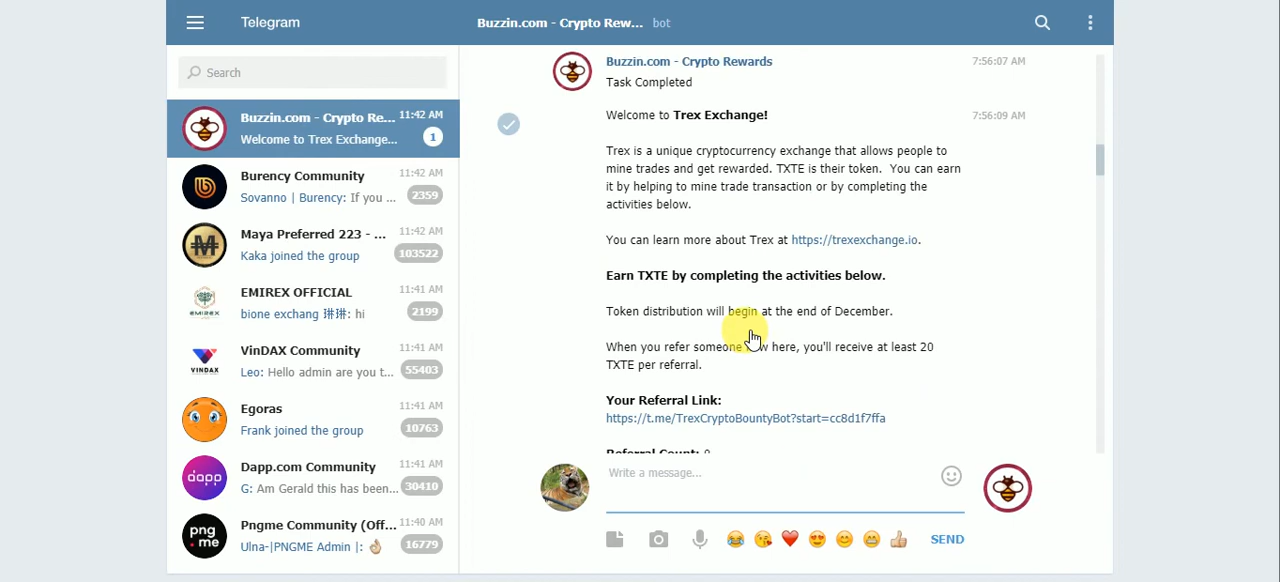 Telegram
Buzzin.com - Crypto Rew... bot
Search
Buzzin.com - Crypto Re... 11:42 AM
Welcome to Trex Exchange... 1
Burency Community 11:42 AM
Sovanno | Burency: If you ... 2359
Maya Preferred 223 - ... 11:42 AM
Kaka joined the group 103522
EMIREX OFFICIAL 11:41 AM
bione exchang 琳琳: hi 2199
EMIREX
VinDAX Community 11:41 AM
Leo: Hello admin are you t... 55403
VINDAX
Egoras 11:41 AM
Frank joined the group 10763
Dapp.com Community 11:41 AM
G: Am Gerald this has been... 30410
dapp
Pngme Community (Off... 11:40 AM
Ulna-|PNGME Admin |: 👌🏼 16779
png
.me
Buzzin.com - Crypto Rewards 7:56:07 AM
Task Completed
Welcome to Trex Exchange! 7:56:09 AM
Trex is a unique cryptocurrency exchange that allows people to
mine trades and get rewarded. TXTE is their token. You can earn
it by helping to mine trade transaction or by completing the
activities below.
You can learn more about Trex at https://trexexchange.io.
Earn TXTE by completing the activities below.
Token distribution will begin at the end of December.
When you refer someone new here, you'll receive at least 20
TXTE per referral.
Your Referral Link:
https://t.me/TrexCryptoBountyBot?start=cc8d1f7ffa
Referral Count: 0
Write a message...
SEND